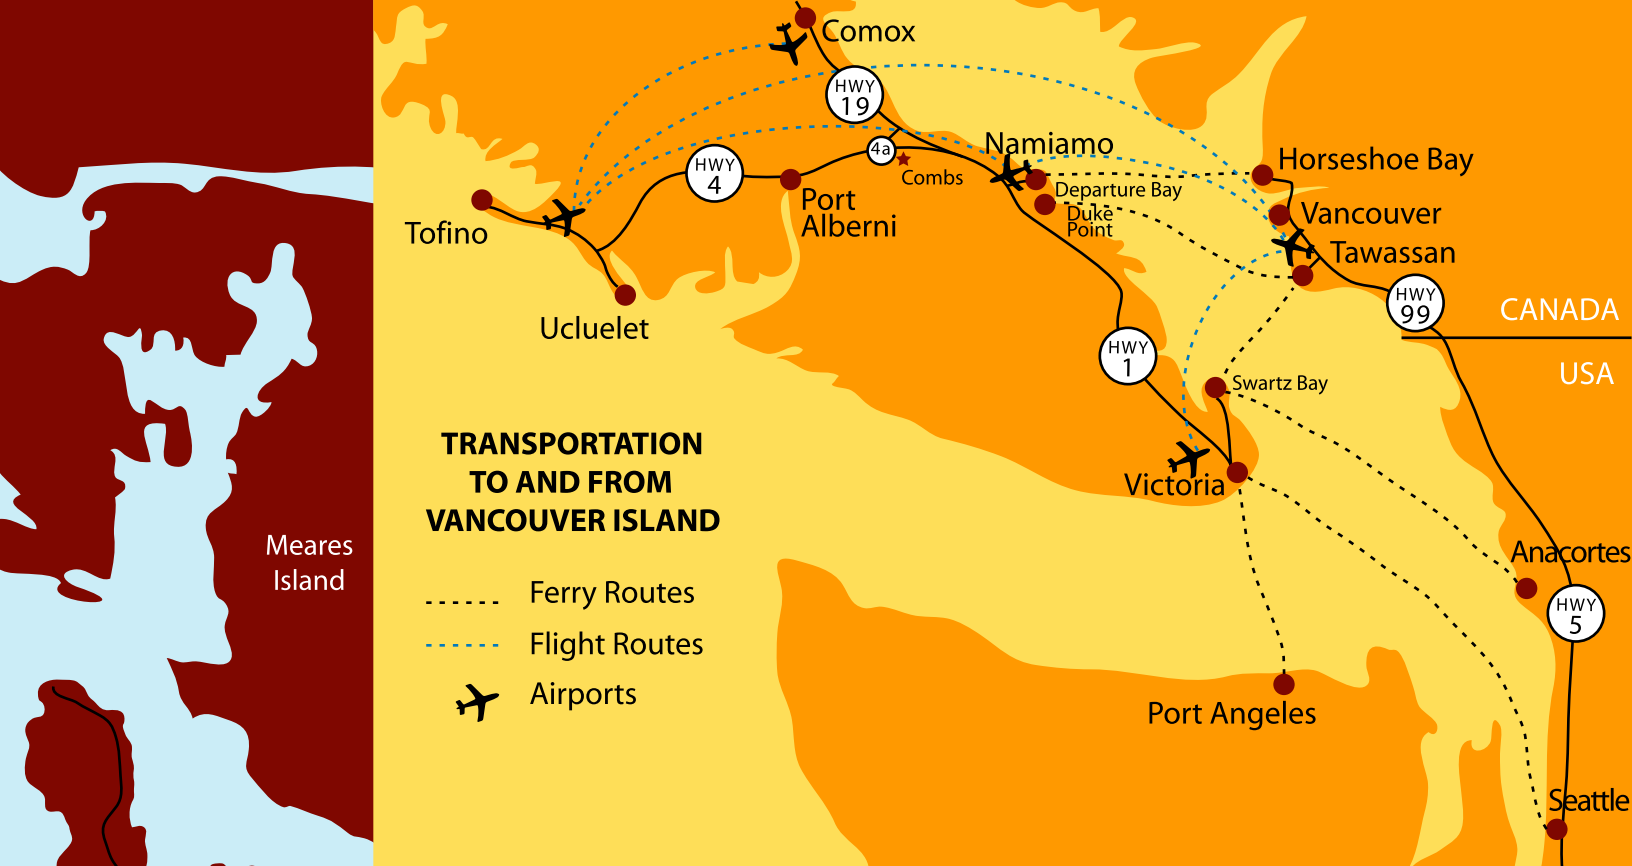 Comox
HWY
19
Namiamo
Horseshoe Bay
4a
HWY
4
Combs
Departure Bay
Port
Alberni
Duke
Point
Vancouver
Tofino
Tawassan
HWY
99
CANADA
Ucluelet
HWY
1
USA
Swartz Bay
TRANSPORTATION
TO AND FROM
VANCOUVER ISLAND
Victoria
Meares
Island
Anacortes
Ferry Routes
HWY
5
Flight Routes
Airports
Port Angeles
Seattle